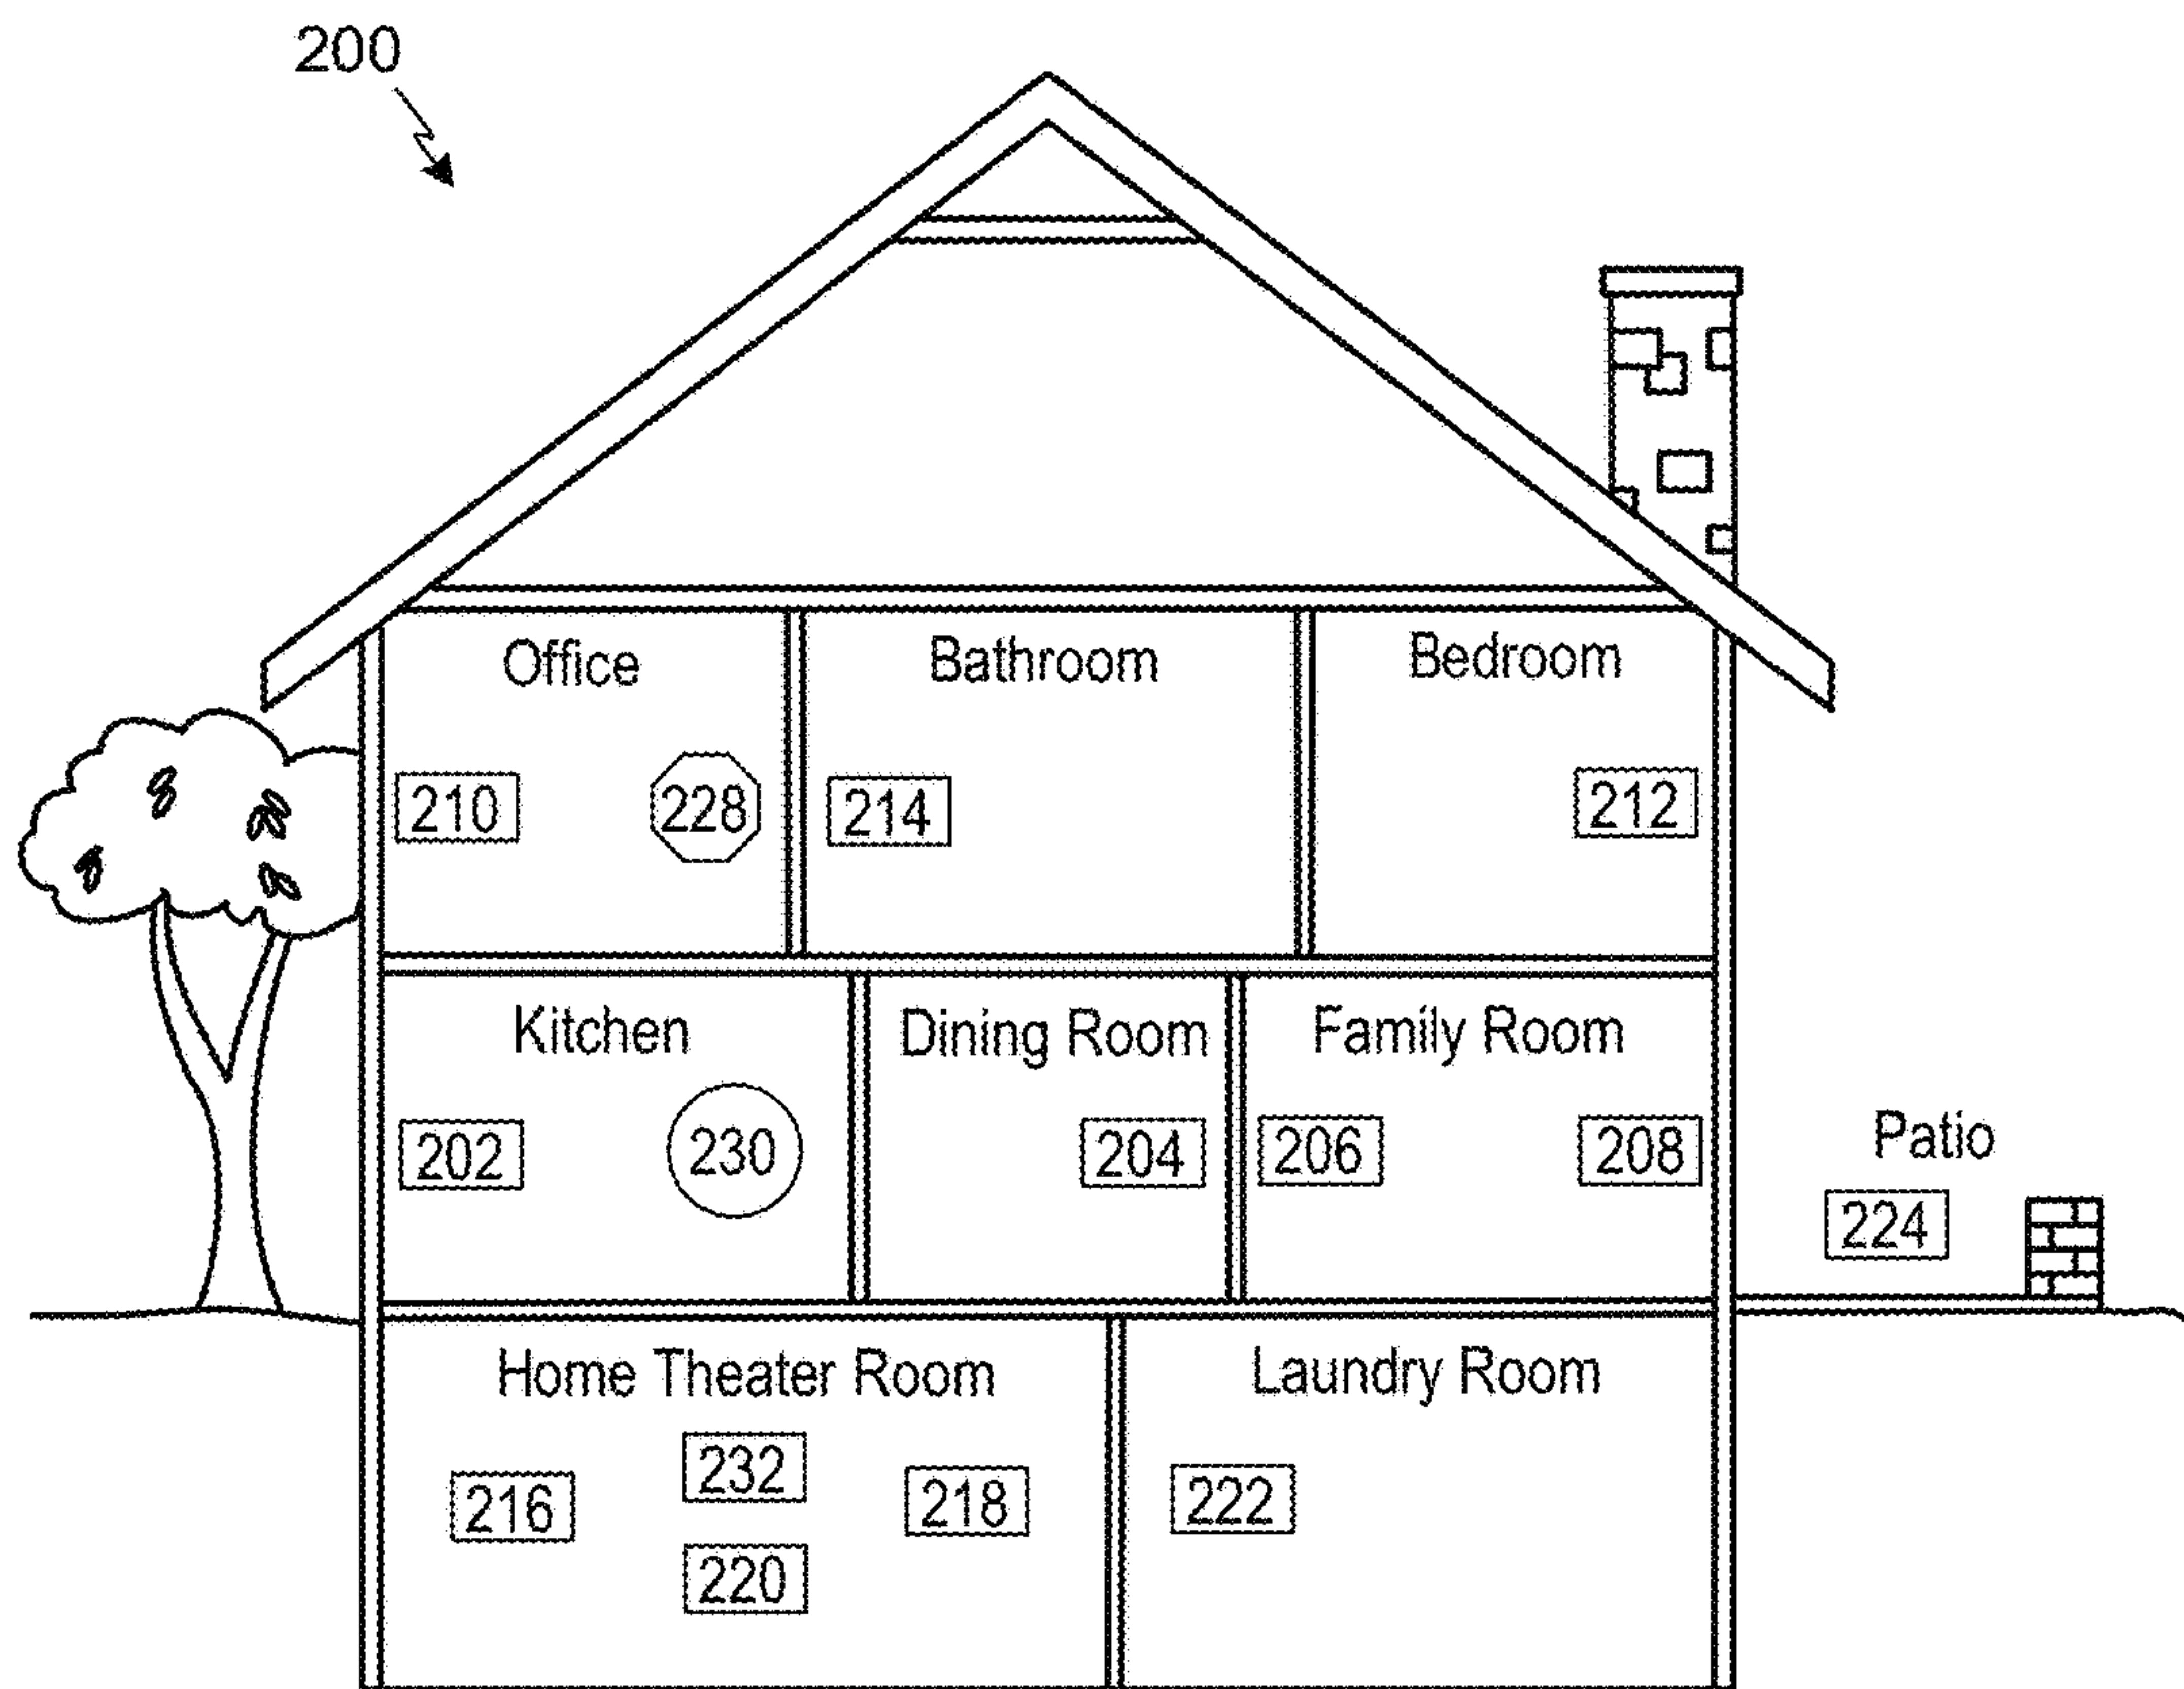 200
Office Bathroom Bedroom
210 228 214 212
Kitchen Dining Room Family Room
202 230 204 206 208
Patio
224
Home Theater Room Laundry Room
216 232 218 222
220